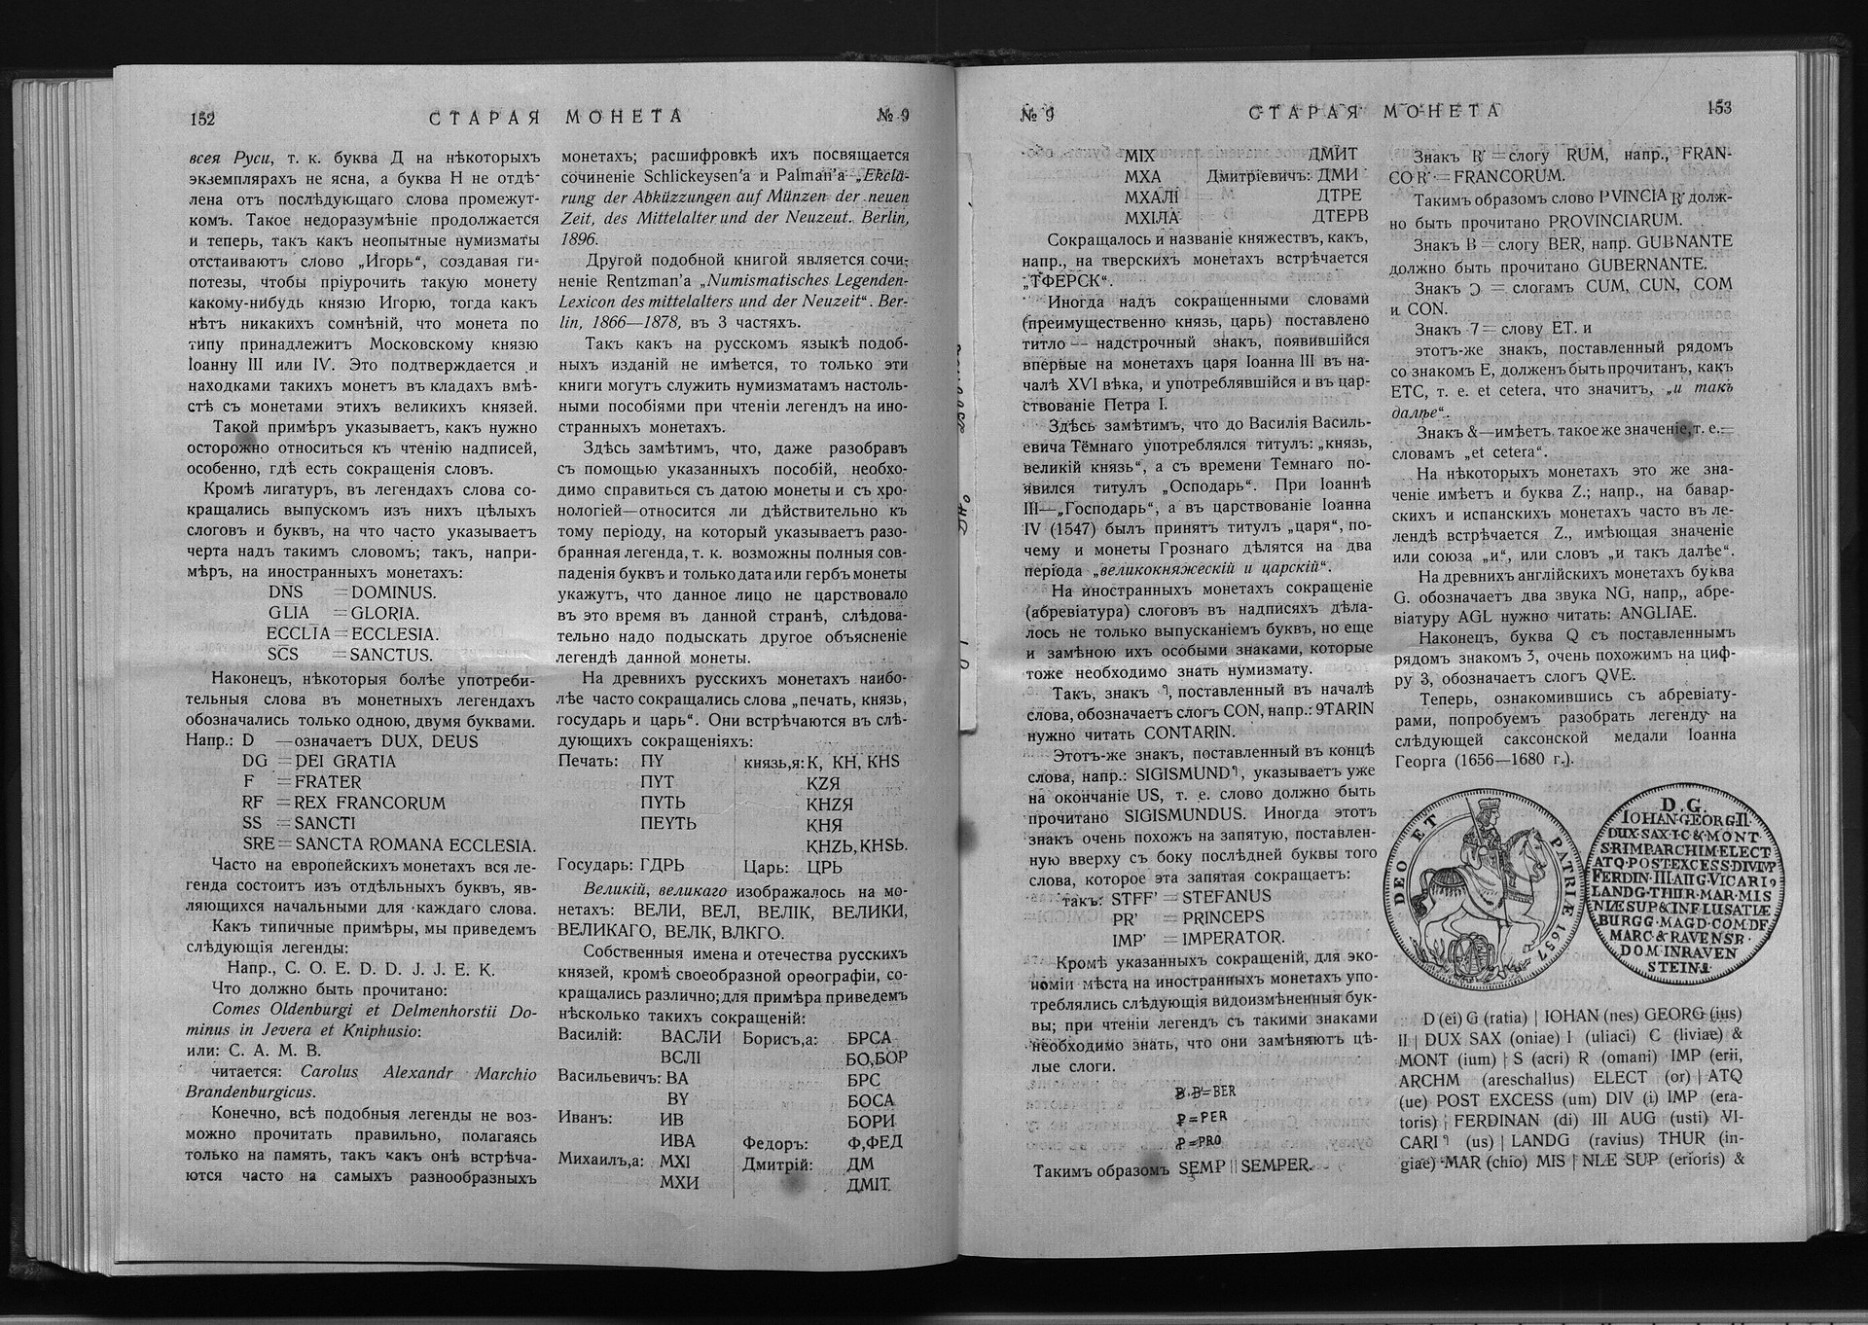 152 СТАРАЯ МОНЕТА № 9
всея Руси, т. к. буква Д на нѣкоторыхъ
экземплярахъ не ясна, а буква Н не отдѣ-
лена отъ послѣдующаго слова промежут-
комъ. Такое недоразумѣніе продолжается
и теперь, такъ какъ неопытные нумизматы
отстаиваютъ слово „Игорь“, создавая ги-
потезы, чтобы пріурочить такую монету
какому-нибудь князю Игорю, тогда какъ
нѣтъ никакихъ сомнѣній, что монета по
типу принадлежитъ Московскому князю
Іоанну III или IV. Это подтверждается и
находками такихъ монетъ въ кладахъ вмѣ-
стѣ съ монетами этихъ великихъ князей.
Такой примѣръ указываетъ, какъ нужно
осторожно относиться къ чтенію надписей,
особенно, гдѣ есть сокращенія словъ.
Кромѣ лигатуръ, въ легендахъ слова со-
кращались выпускомъ изъ нихъ цѣлыхъ
слоговъ и буквъ, на что часто указываетъ
черта надъ такимъ словомъ; такъ, напри-
мѣръ, на иностранныхъ монетахъ:
DN̄S = DOMINUS.
GLIA = GLORIA.
ECCLIA = ECCLESIA.
SC̄S = SANCTUS.
Наконецъ, нѣкоторыя болѣе употреби-
тельныя слова въ монетныхъ легендахъ
обозначались только одною, двумя буквами.
Напр.: D —означаетъ DUX, DEUS
DG = DEI GRATIA
F = FRATER
RF = REX FRANCORUM
SS = SANCTI
SRE = SANCTA ROMANA ECCLESIA.
Часто на европейскихъ монетахъ вся ле-
генда состоитъ изъ отдѣльныхъ буквъ, яв-
ляющихся начальными для каждаго слова.
Какъ типичные примѣры, мы приведемъ
слѣдующія легенды:
Напр., C. O. E. D. D. J. J. E. K.
Что должно быть прочитано:
Comes Oldenburgi et Delmenhorstii Do-
minus in Jevera et Kniphusio:
или: C. A. M. B.
читается: Carolus Alexandr Marchio
Brandenburgicus.
Конечно, всѣ подобныя легенды не воз-
можно прочитать правильно, полагаясь
только на память, такъ какъ онѣ встрѣча-
ются часто на самыхъ разнообразныхъ
монетахъ; расшифровкѣ ихъ посвящается
сочиненіе Schlickeysen'a и Palman'a „Ekclä-
rung der Abküzzungen auf Münzen der neuen
Zeit, des Mittelalter und der Neuzeut. Berlin,
1896.
Другой подобной книгой является сочи-
неніе Rentzman'a „Numismatisches Legenden-
Lexicon des mittelalters und der Neuzeit“. Ber-
lin, 1866—1878, въ 3 частяхъ.
Такъ какъ на русскомъ языкѣ подоб-
ныхъ изданій не имѣется, то только эти
книги могутъ служить нумизматамъ настоль-
ными пособіями при чтеніи легендъ на ино-
странныхъ монетахъ.
Здѣсь замѣтимъ, что, даже разобравъ
съ помощью указанныхъ пособій, необхо-
димо справиться съ датою монеты и съ хро-
нологіей—относится ли дѣйствительно къ
тому періоду, на который указываетъ разо-
бранная легенда, т. к. возможны полныя сов-
паденія буквъ и только дата или гербъ монеты
укажутъ, что данное лицо не царствовало
въ это время въ данной странѣ, слѣдова-
тельно надо подыскать другое объясненіе
легендѣ данной монеты.
На древнихъ русскихъ монетахъ наибо-
лѣе часто сокращались слова „печать, князь,
государь и царь“. Они встрѣчаются въ слѣ-
дующихъ сокращеніяхъ:
Печать: ПУ князь,я: К, КН, КНS
ПУТ KZЯ
ПУТЬ КНZЯ
ПЕУТЬ КНЯ
КНZЬ, КНSЬ.
Государь: ГДРЬ Царь: ЦРЬ
Великій, великаго изображалось на мо-
нетахъ: ВЕЛИ, ВЕЛ, ВЕЛІК, ВЕЛИКИ,
ВЕЛИКАГО, ВЕЛК, ВЛКГО.
Собственныя имена и отечества русскихъ
князей, кромѣ своеобразной орѳографіи, со-
кращались различно; для примѣра приведемъ
нѣсколько такихъ сокращеній:
Василій: ВАСЛИ Борисъ,а: БРСА
ВСЛІ БО,БОР
Васильевичъ: ВА БРС
ВУ БОСА
Иванъ: ИВ БОРИ
ИВА Федоръ: Ф,ФЕД
Михаилъ,а: МХІ Дмитрій: ДМ
МХИ ДМІТ.
№ 9 СТАРАЯ МОНЕТА 153
МІХ ДМИТ
МХА Дмитріевичъ: ДМИ
МХАЛІ ДТРЕ
МХІЛА ДТЕРВ
Сокращалось и названіе княжествъ, какъ,
напр., на тверскихъ монетахъ встрѣчается
„ТФЕРСК“.
Иногда надъ сокращенными словами
(преимущественно князь, царь) поставлено
титло — надстрочный знакъ, появившійся
впервые на монетахъ царя Іоанна III въ на-
чалѣ XVI вѣка, и употреблявшійся и въ цар-
ствованіе Петра I.
Здѣсь замѣтимъ, что до Василія Василь-
евича Тёмнаго употреблялся титулъ: „князь,
великій князь“, а съ времени Темнаго по-
явился титулъ „Осподарь“. При Іоаннѣ
III—„Господарь“, а въ царствованіе Іоанна
IV (1547) былъ принятъ титулъ „царя“, по-
чему и монеты Грознаго дѣлятся на два
періода „великокняжескій и царскій“.
На иностранныхъ монетахъ сокращеніе
(абревіатура) слоговъ въ надписяхъ дѣла-
лось не только выпусканіемъ буквъ, но еще
и замѣною ихъ особыми знаками, которые
тоже необходимо знать нумизмату.
Такъ, знакъ ꝰ, поставленный въ началѣ
слова, обозначаетъ слогъ CON, напр.: 9TARIN
нужно читать CONTARIN.
Этотъ-же знакъ, поставленный въ концѣ
слова, напр.: SIGISMUNDꝰ, указываетъ уже
на окончаніе US, т. е. слово должно быть
прочитано SIGISMUNDUS. Иногда этотъ
знакъ очень похожъ на запятую, поставлен-
ную вверху съ боку послѣдней буквы того
слова, которое эта запятая сокращаетъ:
такъ: STFF' = STEFANUS
PR' = PRINCEPS
IMP' = IMPERATOR.
Кромѣ указанныхъ сокращеній, для эко-
номіи мѣста на иностранныхъ монетахъ упо-
треблялись слѣдующія видоизмѣненныя бук-
вы; при чтеніи легендъ съ такими знаками
необходимо знать, что они замѣняютъ цѣ-
лые слоги.
B·B'=BER
Ꝑ=PER
Ꝓ=PRO
Такимъ образомъ SEMP || SEMPER.
Знакъ R' = слогу RUM, напр., FRAN-
CO R' = FRANCORUM.
Такимъ образомъ слово PVINCIA R' долж-
но быть прочитано PROVINCIARUM.
Знакъ B = слогу BER, напр. GUBNANTE
должно быть прочитано GUBERNANTE.
Знакъ Ɔ = слогамъ CUM, CUN, COM
и CON.
Знакъ 7 = слову ET. и
этотъ-же знакъ, поставленный рядомъ
со знакомъ Е, долженъ быть прочитанъ, какъ
ETC, т. е. et cetera, что значитъ, „и такъ
далѣе“.
Знакъ &—имѣетъ такое же значеніе, т. е.=
словамъ „et cetera“.
На нѣкоторыхъ монетахъ это же зна-
ченіе имѣетъ и буква Z.; напр., на бавар-
скихъ и испанскихъ монетахъ часто въ ле-
гендѣ встрѣчается Z., имѣющая значеніе
или союза „и“, или словъ „и такъ далѣе“.
На древнихъ англійскихъ монетахъ буква
G. обозначаетъ два звука NG, напр,, абре-
віатуру AGL нужно читать: ANGLIAE.
Наконецъ, буква Q съ поставленнымъ
рядомъ знакомъ 3, очень похожимъ на циф-
ру 3, обозначаетъ слогъ QVE.
Теперь, ознакомившись съ абревіату-
рами, попробуемъ разобрать легенду на
слѣдующей саксонской медали Іоанна
Георга (1656—1680 г.).
DEO ET PATRIÆ 1657
D.G.
IOHAN·GEORG·II·
DUX·SAX·I·C·&·MONT·
S·R·IMP·ARCHIM·ELECT
ATQ·POST·EXCESS·DIV·IMP
FERDIN·III·AUG·VICARIꝰ
LANDG·THUR·MAR·MIS
NIÆ SUP·&·INF·LUSATIÆ
BURGG·MAGD·COM·DE
MARC·&·RAVENSB·
DOM·IN RAVEN
STEIN·
D (ei) G (ratia) | IOHAN (nes) GEORG (ius)
II | DUX SAX (oniae) I (uliaci) C (liviae) &
MONT (ium) | S (acri) R (omani) IMP (erii,
ARCHM (areschallus) ELECT (or) | ATQ
(ue) POST EXCESS (um) DIV (i) IMP (era-
toris) | FERDINAN (di) III AUG (usti) VI-
CARIꝰ (us) | LANDG (ravius) THUR (in-
giae) MAR (chio) MIS | NLÆ SUP (erioris) &